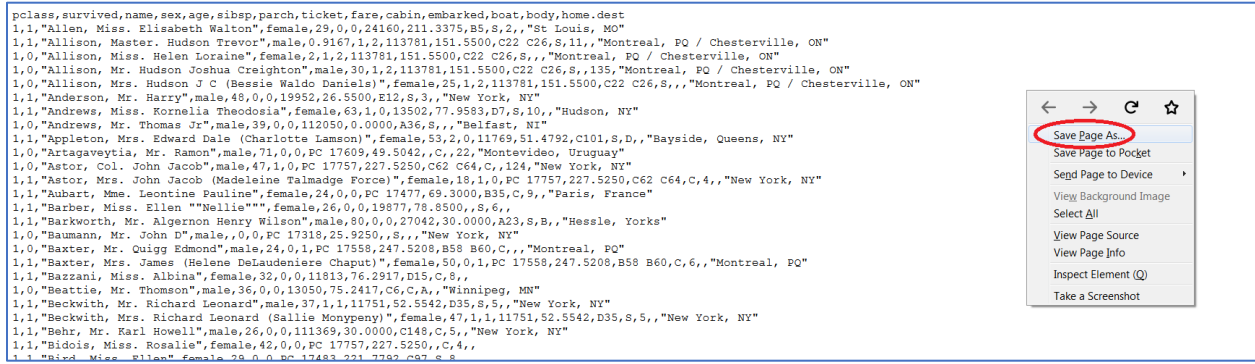 pclass,survived,name,sex,age,sibsp,parch,ticket,fare,cabin,embarked,boat,body,home.dest
1,1,"Allen, Miss. Elisabeth Walton",female,29,0,0,24160,211.3375,B5,S,2,,"St Louis, MO"
1,1,"Allison, Master. Hudson Trevor",male,0.9167,1,2,113781,151.5500,C22 C26,S,11,,"Montreal, PQ / Chesterville, ON"
1,0,"Allison, Miss. Helen Loraine",female,2,1,2,113781,151.5500,C22 C26,S,,,"Montreal, PQ / Chesterville, ON"
1,0,"Allison, Mr. Hudson Joshua Creighton",male,30,1,2,113781,151.5500,C22 C26,S,,135,"Montreal, PQ / Chesterville, ON"
1,0,"Allison, Mrs. Hudson J C (Bessie Waldo Daniels)",female,25,1,2,113781,151.5500,C22 C26,S,,,"Montreal, PQ / Chesterville, ON"
1,1,"Anderson, Mr. Harry",male,48,0,0,19952,26.5500,E12,S,3,,"New York, NY"
1,1,"Andrews, Miss. Kornelia Theodosia",female,63,1,0,13502,77.9583,D7,S,10,,"Hudson, NY"
1,0,"Andrews, Mr. Thomas Jr",male,39,0,0,112050,0.0000,A36,S,,,"Belfast, NI"
1,1,"Appleton, Mrs. Edward Dale (Charlotte Lamson)",female,53,2,0,11769,51.4792,C101,S,D,,"Bayside, Queens, NY"
1,0,"Artagaveytia, Mr. Ramon",male,71,0,0,PC 17609,49.5042,,C,,22,"Montevideo, Uruguay"
1,0,"Astor, Col. John Jacob",male,47,1,0,PC 17757,227.5250,C62 C64,C,,124,"New York, NY"
1,1,"Astor, Mrs. John Jacob (Madeleine Talmadge Force)",female,18,1,0,PC 17757,227.5250,C62 C64,C,4,,"New York, NY"
1,1,"Aubart, Mme. Leontine Pauline",female,24,0,0,PC 17477,69.3000,B35,C,9,,"Paris, France"
1,1,"Barber, Miss. Ellen ""Nellie""",female,26,0,0,19877,78.8500,,S,6,,
1,1,"Barkworth, Mr. Algernon Henry Wilson",male,80,0,0,27042,30.0000,A23,S,B,,"Hessle, Yorks"
1,0,"Baumann, Mr. John D",male,,0,0,PC 17318,25.9250,,S,,,"New York, NY"
1,0,"Baxter, Mr. Quigg Edmond",male,24,0,1,PC 17558,247.5208,B58 B60,C,,,"Montreal, PQ"
1,1,"Baxter, Mrs. James (Helene DeLaudeniere Chaput)",female,50,0,1,PC 17558,247.5208,B58 B60,C,6,,"Montreal, PQ"
1,1,"Bazzani, Miss. Albina",female,32,0,0,11813,76.2917,D15,C,8,,
1,0,"Beattie, Mr. Thomson",male,36,0,0,13050,75.2417,C6,C,A,,"Winnipeg, MN"
1,1,"Beckwith, Mr. Richard Leonard",male,37,1,1,11751,52.5542,D35,S,5,,"New York, NY"
1,1,"Beckwith, Mrs. Richard Leonard (Sallie Monypeny)",female,47,1,1,11751,52.5542,D35,S,5,,"New York, NY"
1,1,"Behr, Mr. Karl Howell",male,26,0,0,111369,30.0000,C148,C,5,,"New York, NY"
1,1,"Bidois, Miss. Rosalie",female,42,0,0,PC 17757,227.5250,,C,4,,
1,1,"Bird, Miss. Ellen",female,29,0,0,PC 17483,221.7792,C97,S,8
Save Page As...
Save Page to Pocket
Send Page to Device
View Background Image
Select All
View Page Source
View Page Info
Inspect Element (Q)
Take a Screenshot